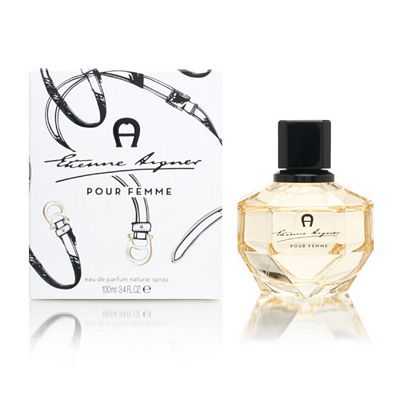 Etienne Aigner
POUR FEMME
eau de parfum natural spray
100ml 3.4 FL.OZ e
Etienne Aigner
POUR FEMME